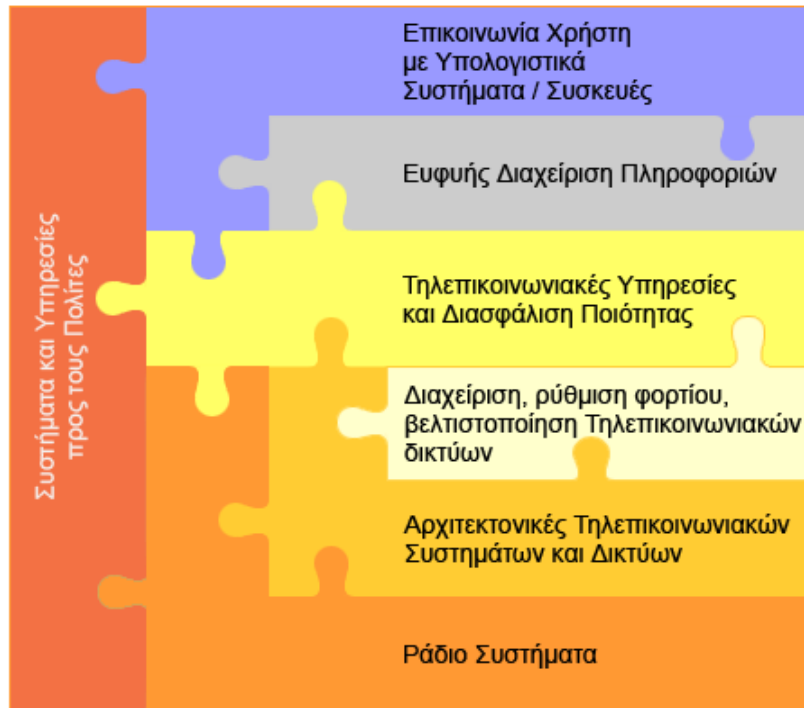 Συστήματα και Υπηρεσίες
προς τους Πολίτες
Επικοινωνία Χρήστη
με Υπολογιστικά
Συστήματα / Συσκευές
Ευφυής Διαχείριση Πληροφοριών
Τηλεπικοινωνιακές Υπηρεσίες
και Διασφάλιση Ποιότητας
Διαχείριση, ρύθμιση φορτίου,
βελτιστοποίηση Τηλεπικοινωνιακών
δικτύων
Αρχιτεκτονικές Τηλεπικοινωνιακών
Συστημάτων και Δικτύων
Ράδιο Συστήματα